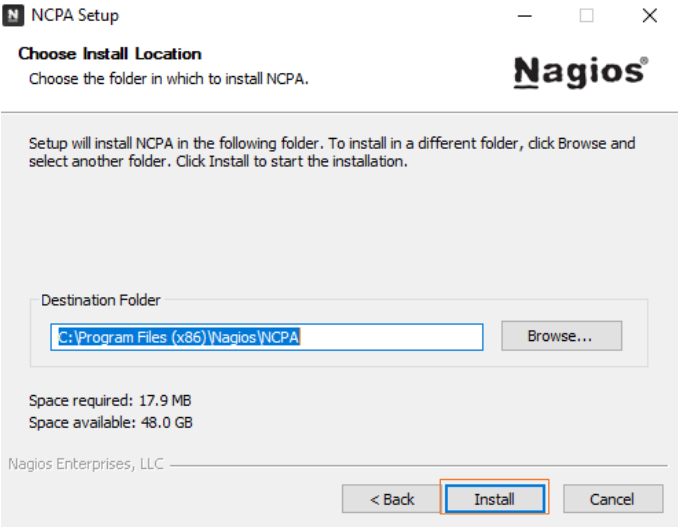 N NCPA Setup
Choose Install Location
Choose the folder in which to install NCPA.
Nagios®
Setup will install NCPA in the following folder. To install in a different folder, click Browse and
select another folder. Click Install to start the installation.
Destination Folder
C:\Program Files (x86)\Nagios\NCPA
Browse...
Space required: 17.9 MB
Space available: 48.0 GB
Nagios Enterprises, LLC
< Back
Install
Cancel